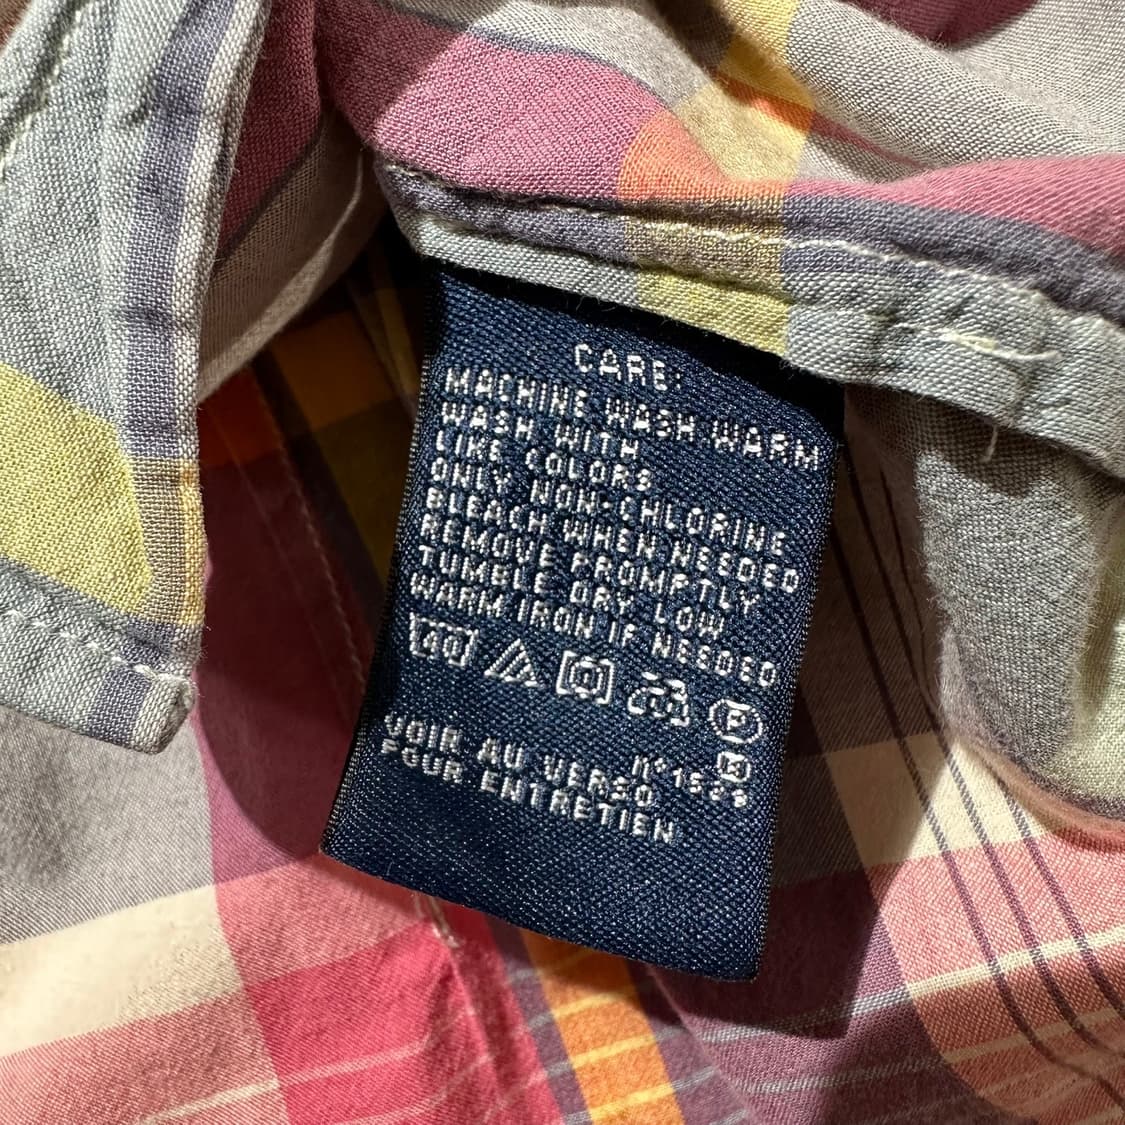 CARE:
MACHINE WASH WARM
WASH WITH
LIKE COLORS
ONLY NON-CHLORINE
BLEACH WHEN NEEDED
REMOVE PROMPTLY
TUMBLE DRY LOW
WARM IRON IF NEEDED
40
P
VOIR AU VERSO
POUR ENTRETIEN